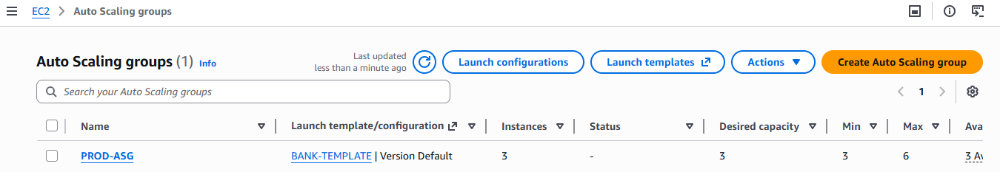 EC2 > Auto Scaling groups
Auto Scaling groups (1) Info
Last updated
less than a minute ago
Launch configurations
Launch templates
Actions
Create Auto Scaling group
Search your Auto Scaling groups
1
Name Launch template/configuration Instances Status Desired capacity Min Max Ava
PROD-ASG BANK-TEMPLATE | Version Default 3 - 3 3 6 3 Av